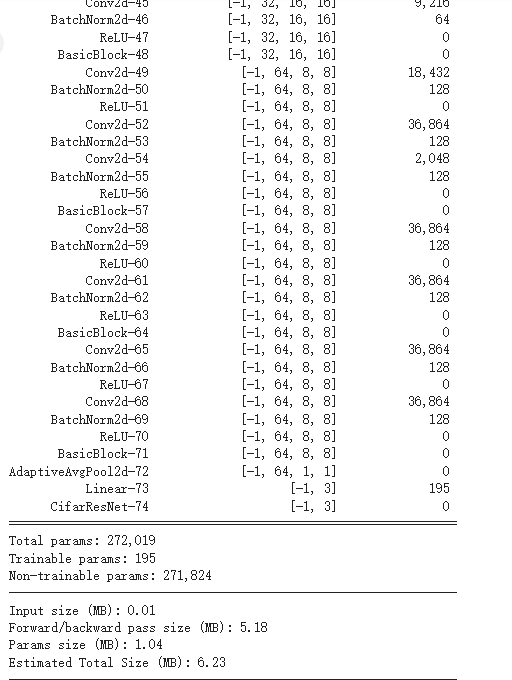 Conv2d-45 [-1, 32, 16, 16] 9,216
BatchNorm2d-46 [-1, 32, 16, 16] 64
ReLU-47 [-1, 32, 16, 16] 0
BasicBlock-48 [-1, 32, 16, 16] 0
Conv2d-49 [-1, 64, 8, 8] 18,432
BatchNorm2d-50 [-1, 64, 8, 8] 128
ReLU-51 [-1, 64, 8, 8] 0
Conv2d-52 [-1, 64, 8, 8] 36,864
BatchNorm2d-53 [-1, 64, 8, 8] 128
Conv2d-54 [-1, 64, 8, 8] 2,048
BatchNorm2d-55 [-1, 64, 8, 8] 128
ReLU-56 [-1, 64, 8, 8] 0
BasicBlock-57 [-1, 64, 8, 8] 0
Conv2d-58 [-1, 64, 8, 8] 36,864
BatchNorm2d-59 [-1, 64, 8, 8] 128
ReLU-60 [-1, 64, 8, 8] 0
Conv2d-61 [-1, 64, 8, 8] 36,864
BatchNorm2d-62 [-1, 64, 8, 8] 128
ReLU-63 [-1, 64, 8, 8] 0
BasicBlock-64 [-1, 64, 8, 8] 0
Conv2d-65 [-1, 64, 8, 8] 36,864
BatchNorm2d-66 [-1, 64, 8, 8] 128
ReLU-67 [-1, 64, 8, 8] 0
Conv2d-68 [-1, 64, 8, 8] 36,864
BatchNorm2d-69 [-1, 64, 8, 8] 128
ReLU-70 [-1, 64, 8, 8] 0
BasicBlock-71 [-1, 64, 8, 8] 0
AdaptiveAvgPool2d-72 [-1, 64, 1, 1] 0
Linear-73 [-1, 3] 195
CifarResNet-74 [-1, 3] 0
Total params: 272,019
Trainable params: 195
Non-trainable params: 271,824
Input size (MB): 0.01
Forward/backward pass size (MB): 5.18
Params size (MB): 1.04
Estimated Total Size (MB): 6.23